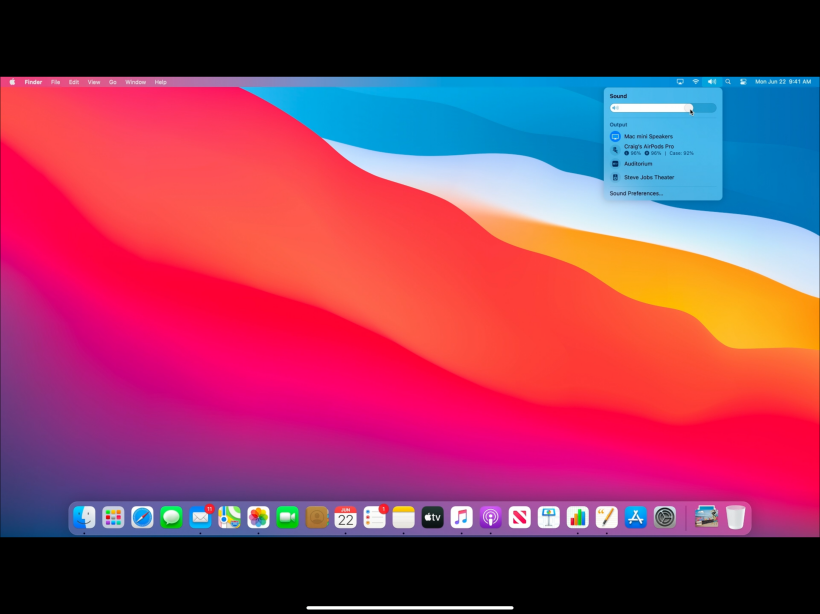 Finder File Edit View Go Window Help Mon Jun 22 9:41 AM
Sound
Output
Mac mini Speakers
Craig's AirPods Pro
96% 96% | Case: 92%
Auditorium
Steve Jobs Theater
Sound Preferences...
11
JUN
22
1
tv